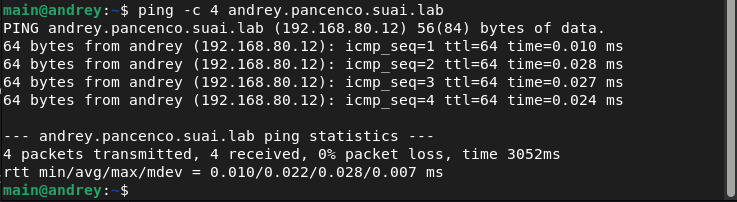 main@andrey:~$ ping -c 4 andrey.pancenco.suai.lab
PING andrey.pancenco.suai.lab (192.168.80.12) 56(84) bytes of data.
64 bytes from andrey (192.168.80.12): icmp_seq=1 ttl=64 time=0.010 ms
64 bytes from andrey (192.168.80.12): icmp_seq=2 ttl=64 time=0.028 ms
64 bytes from andrey (192.168.80.12): icmp_seq=3 ttl=64 time=0.027 ms
64 bytes from andrey (192.168.80.12): icmp_seq=4 ttl=64 time=0.024 ms

--- andrey.pancenco.suai.lab ping statistics ---
4 packets transmitted, 4 received, 0% packet loss, time 3052ms
rtt min/avg/max/mdev = 0.010/0.022/0.028/0.007 ms
main@andrey:~$